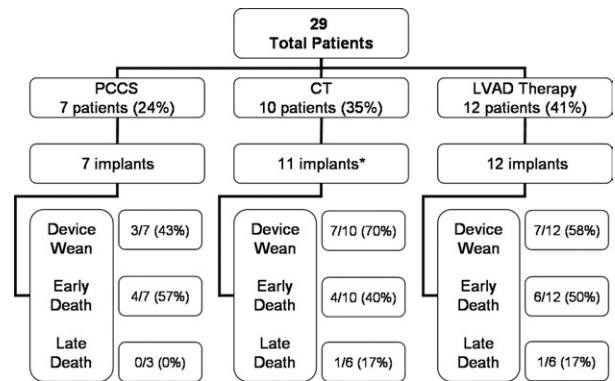 29
Total Patients
PCCS
7 patients (24%)
CT
10 patients (35%)
LVAD Therapy
12 patients (41%)
7 implants
11 implants*
12 implants
Device
Wean
3/7 (43%)
Early
Death
4/7 (57%)
Late
Death
0/3 (0%)
Device
Wean
7/10 (70%)
Early
Death
4/10 (40%)
Late
Death
1/6 (17%)
Device
Wean
7/12 (58%)
Early
Death
6/12 (50%)
Late
Death
1/6 (17%)